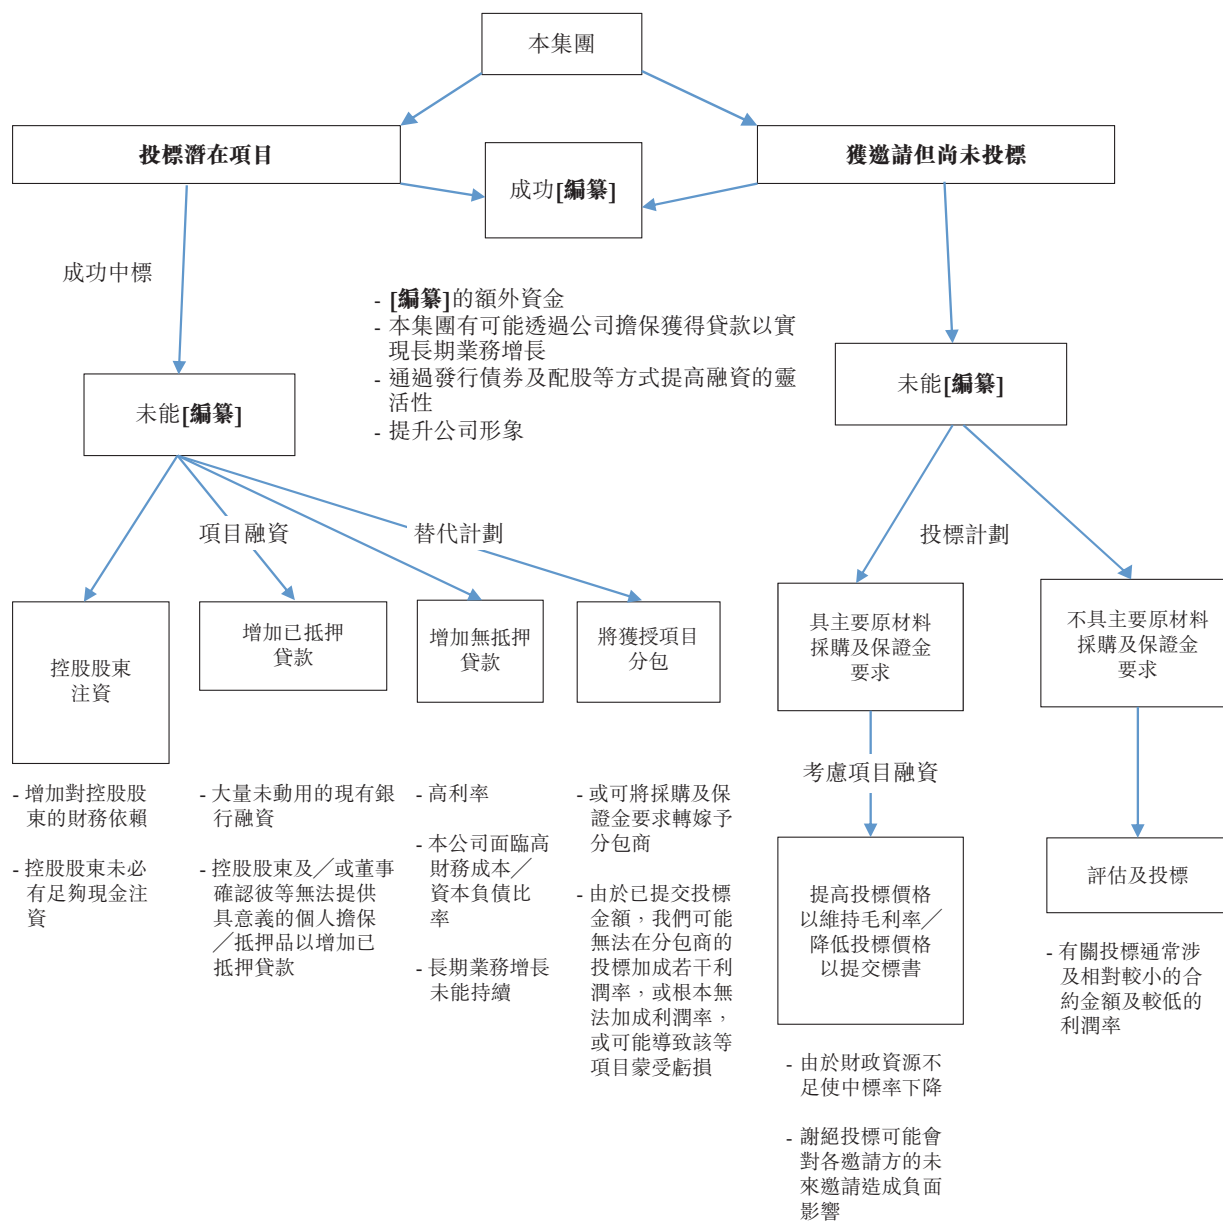 本集團
投標潛在項目
獲邀請但尚未投標
成功[編纂]
成功中標
- [編纂]的額外資金
- 本集團有可能透過公司擔保獲得貸款以實
現長期業務增長
- 通過發行債券及配股等方式提高融資的靈
活性
- 提升公司形象
未能[編纂]
未能[編纂]
項目融資
替代計劃
投標計劃
控股股東
注資
增加已抵押
貸款
增加無抵押
貸款
將獲授項目
分包
具主要原材料
採購及保證金
要求
不具主要原材料
採購及保證金
要求
- 增加對控股股
東的財務依賴
- 控股股東未必
有足夠現金注
資
- 大量未動用的現有銀
行融資
- 控股股東及／或董事
確認彼等無法提供
具意義的個人擔保
／抵押品以增加已
抵押貸款
- 高利率
- 本公司面臨高
財務成本／
資本負債比
率
- 長期業務增長
未能持續
- 或可將採購及保
證金要求轉嫁予
分包商
- 由於已提交投標
金額，我們可能
無法在分包商的
投標加成若干利
潤率，或根本無
法加成利潤率，
或可能導致該等
項目蒙受虧損
考慮項目融資
提高投標價格
以維持毛利率／
降低投標價格
以提交標書
- 由於財政資源不
足使中標率下降
- 謝絕投標可能會
對各邀請方的未
來邀請造成負面
影響
評估及投標
- 有關投標通常涉
及相對較小的合
約金額及較低的
利潤率